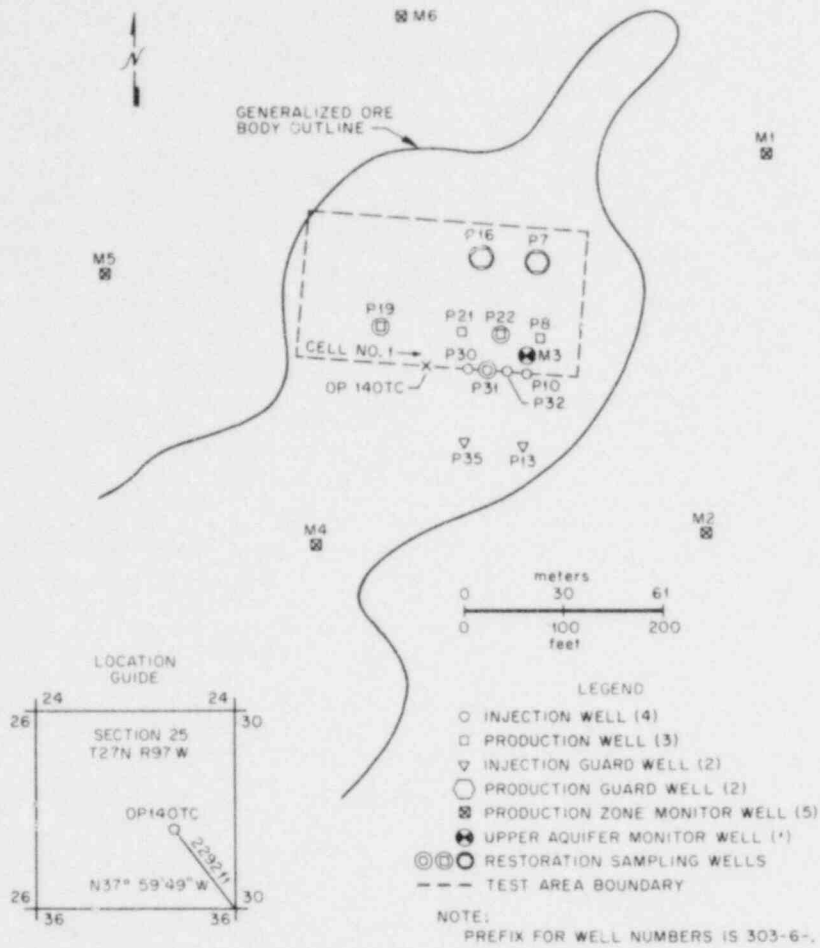 M6
N
GENERALIZED ORE
BODY OUTLINE
M1
P16
P7
M5
P19
P21
P22
P8
CELL NO. 1
P30
M3
OP 140TC
P31
P10
P32
P35
P13
M4
M2
meters
0 30 61
0 100 200
feet
LOCATION
GUIDE
24 24
26 30
SECTION 25
T27N R97W
OP140TC
2292ft
N37° 59'49" W
26 30
36 36
LEGEND
INJECTION WELL (4)
PRODUCTION WELL (3)
INJECTION GUARD WELL (2)
PRODUCTION GUARD WELL (2)
PRODUCTION ZONE MONITOR WELL (5)
UPPER AQUIFER MONITOR WELL
RESTORATION SAMPLING WELLS
TEST AREA BOUNDARY
NOTE:
PREFIX FOR WELL NUMBERS IS 303-6-.